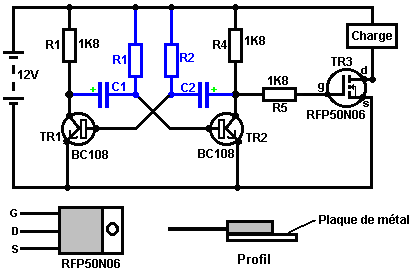 R1 1K8
R1
R2
R4 1K8
Charge
12V
+ C1
C2 +
1K8
R5
TR3
d
g
s
RFP50N06
TR1
BC108
BC108
TR2
G
D
S
RFP50N06
Plaque de métal
Profil